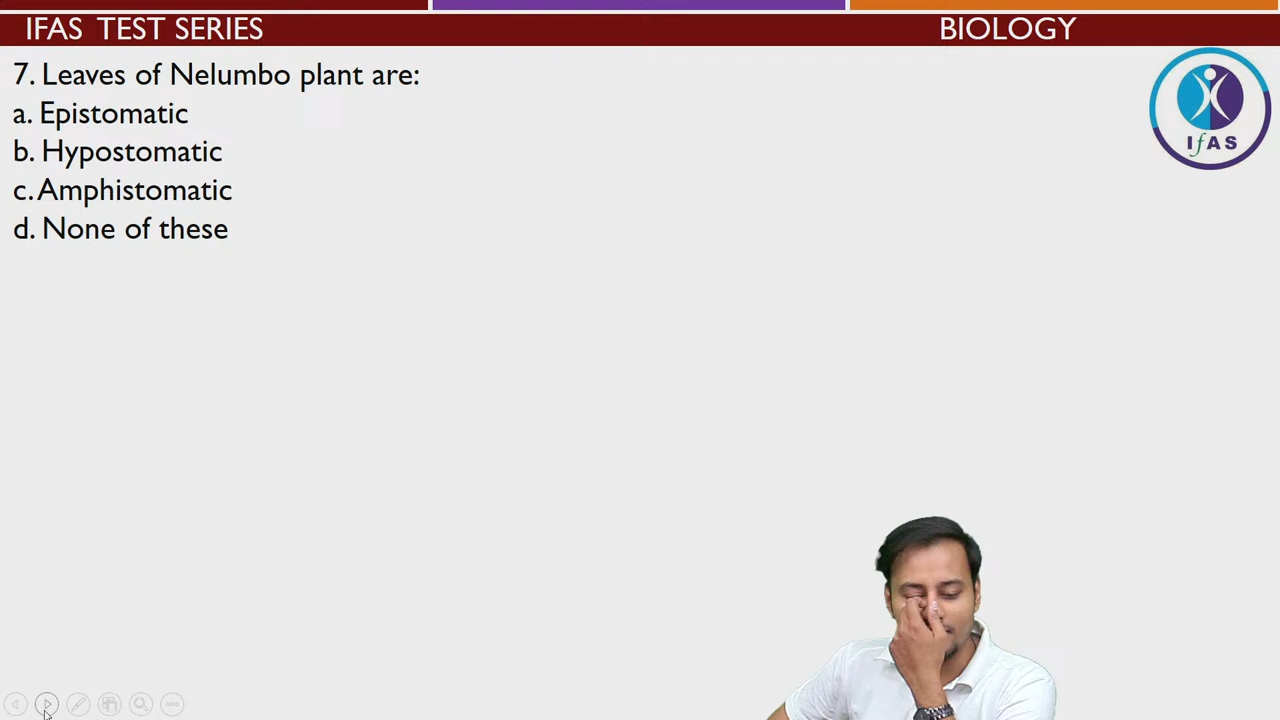 IFAS TEST SERIES
BIOLOGY
7. Leaves of Nelumbo plant are:
a. Epistomatic
b. Hypostomatic
c. Amphistomatic
d. None of these
IfAS